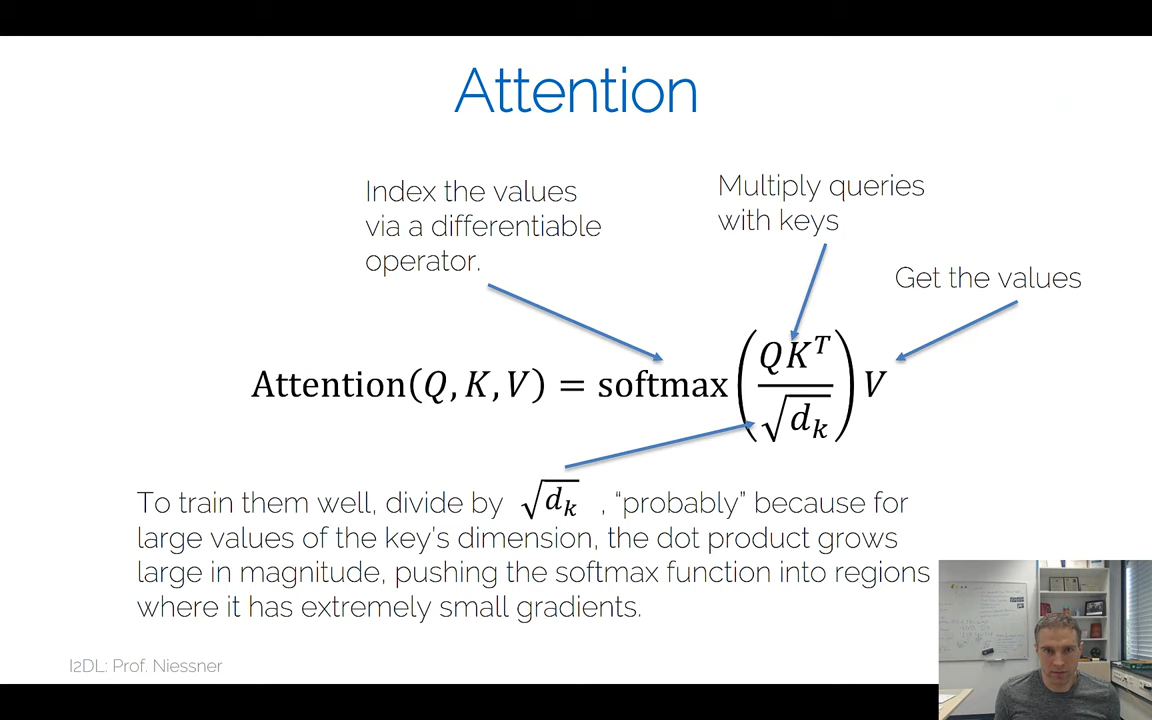 Attention
Index the values
via a differentiable
operator.
Multiply queries
with keys
Get the values
Attention(Q, K, V) = softmax(QK^T / √d_k) V
To train them well, divide by √d_k , “probably” because for
large values of the key’s dimension, the dot product grows
large in magnitude, pushing the softmax function into regions
where it has extremely small gradients.
I2DL: Prof. Niessner